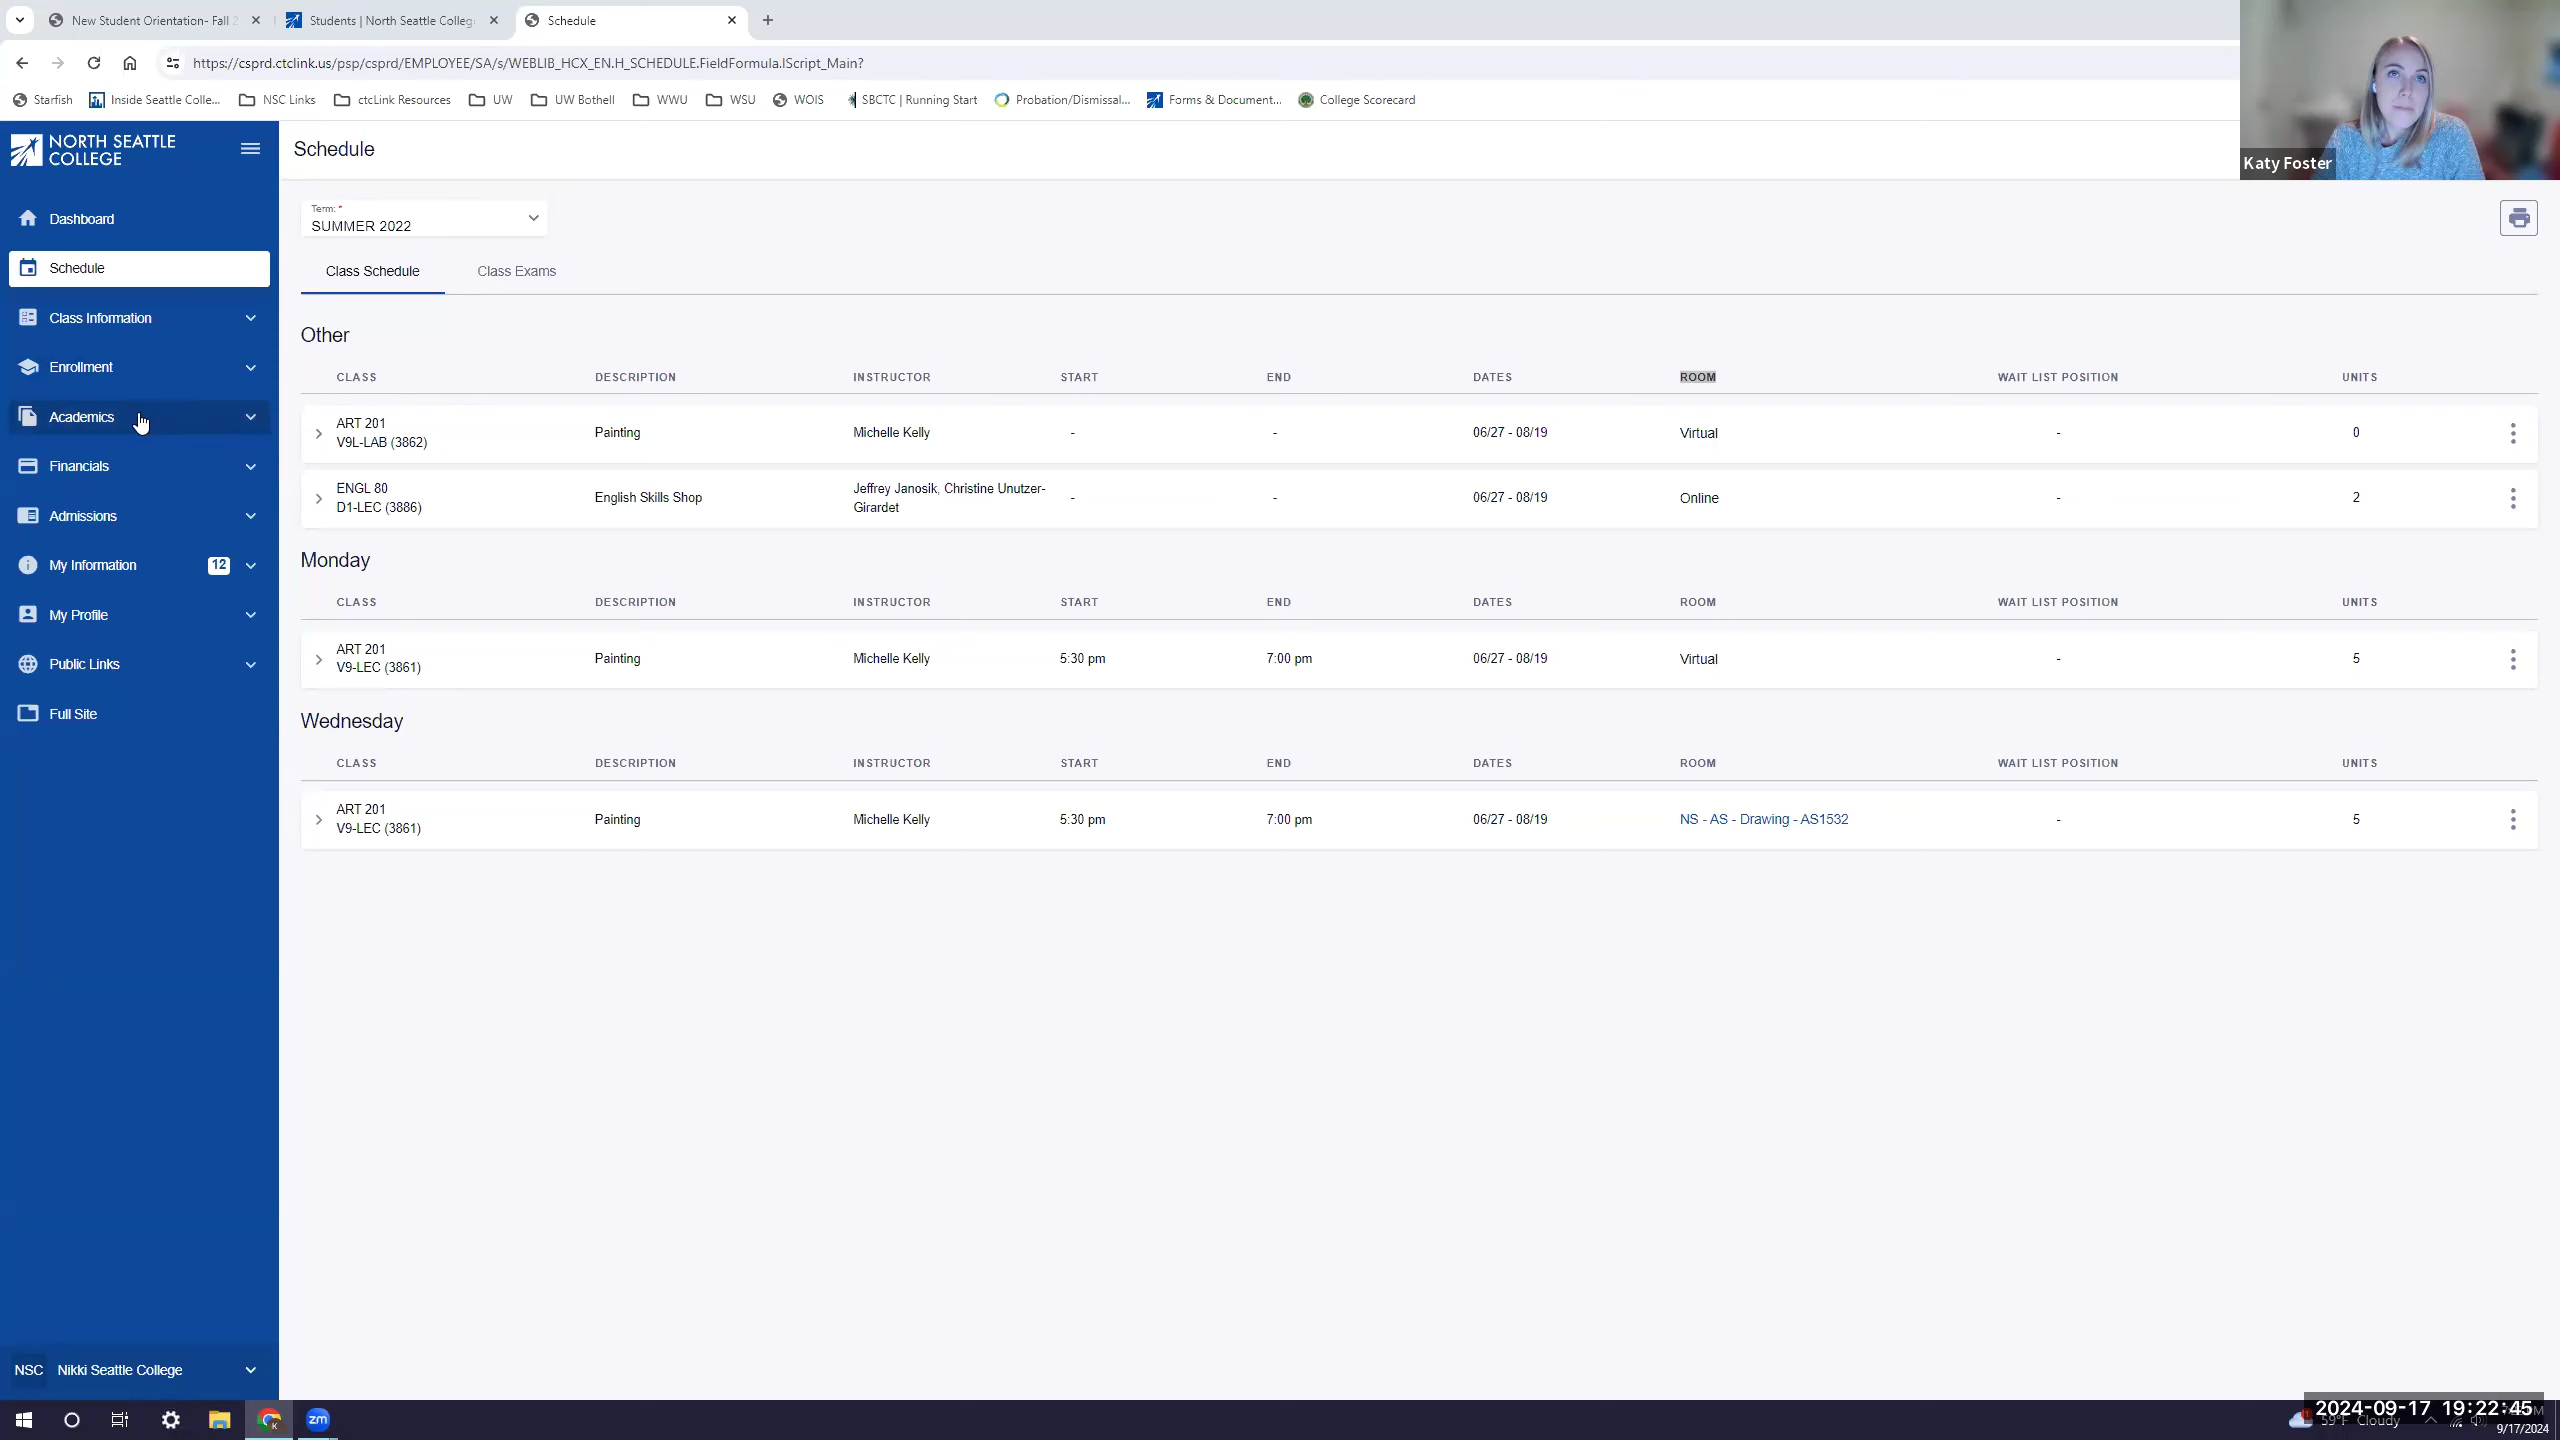 New Student Orientation- Fall 2
Students | North Seattle College
Schedule
https://csprd.ctclink.us/psp/csprd/EMPLOYEE/SA/s/WEBLIB_HCX_EN.H_SCHEDULE.FieldFormula.IScript_Main?
Starfish
Inside Seattle Colle...
NSC Links
ctcLink Resources
UW
UW Bothell
WWU
WSU
WOIS
SBCTC | Running Start
Probation/Dismissal...
Forms & Document...
College Scorecard
Katy Foster
NORTH SEATTLE
COLLEGE
Dashboard
Schedule
Class Information
Enrollment
Academics
Financials
Admissions
My Information 12
My Profile
Public Links
Full Site
NSC Nikki Seattle College
Schedule
Term: *
SUMMER 2022
Class Schedule Class Exams
Other
CLASS DESCRIPTION INSTRUCTOR START END DATES ROOM WAIT LIST POSITION UNITS
ART 201
V9L-LAB (3862) Painting Michelle Kelly - - 06/27 - 08/19 Virtual - 0
ENGL 80
D1-LEC (3886) English Skills Shop Jeffrey Janosik, Christine Unutzer-
Girardet - - 06/27 - 08/19 Online - 2
Monday
CLASS DESCRIPTION INSTRUCTOR START END DATES ROOM WAIT LIST POSITION UNITS
ART 201
V9-LEC (3861) Painting Michelle Kelly 5:30 pm 7:00 pm 06/27 - 08/19 Virtual - 5
Wednesday
CLASS DESCRIPTION INSTRUCTOR START END DATES ROOM WAIT LIST POSITION UNITS
ART 201
V9-LEC (3861) Painting Michelle Kelly 5:30 pm 7:00 pm 06/27 - 08/19 NS - AS - Drawing - AS1532 - 5
zm
2024-09-17 19:22:45
59°F Cloudy
9/17/2024